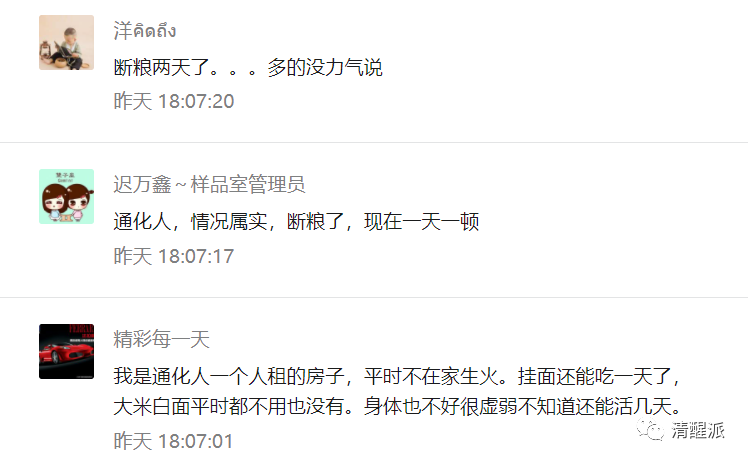 洋คิดถึง
断粮两天了。。。多的没力气说
昨天 18:07:20
迟万鑫～样品室管理员
通化人，情况属实，断粮了，现在一天一顿
昨天 18:07:17
精彩每一天
我是通化人一个人租的房子，平时不在家生火。挂面还能吃一天了，
大米白面平时都不用也没有。身体也不好很虚弱不知道还能活几天。
昨天 18:07:01
清醒派